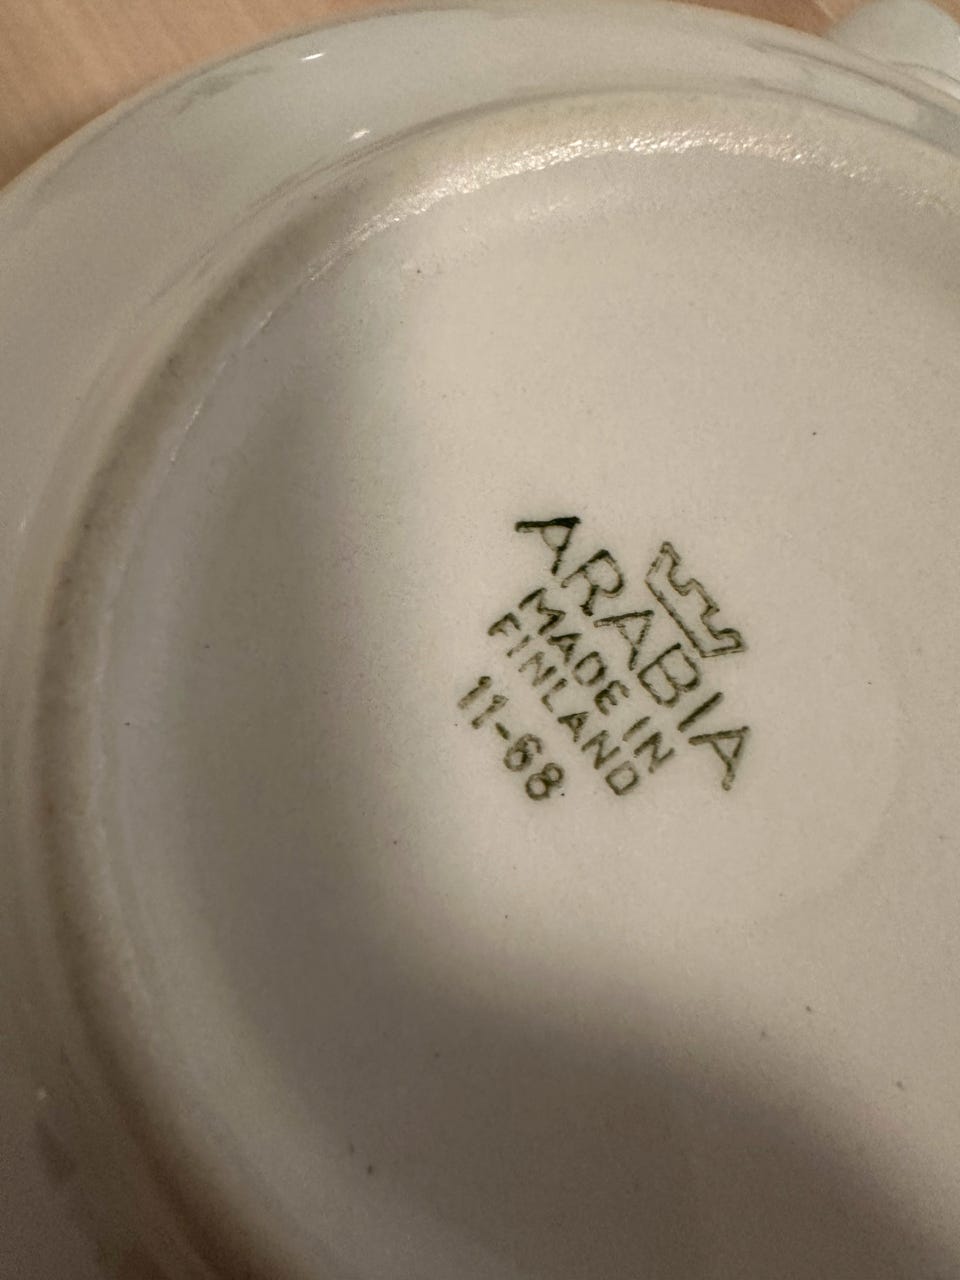 ARABIA
MADE IN
FINLAND
11-68